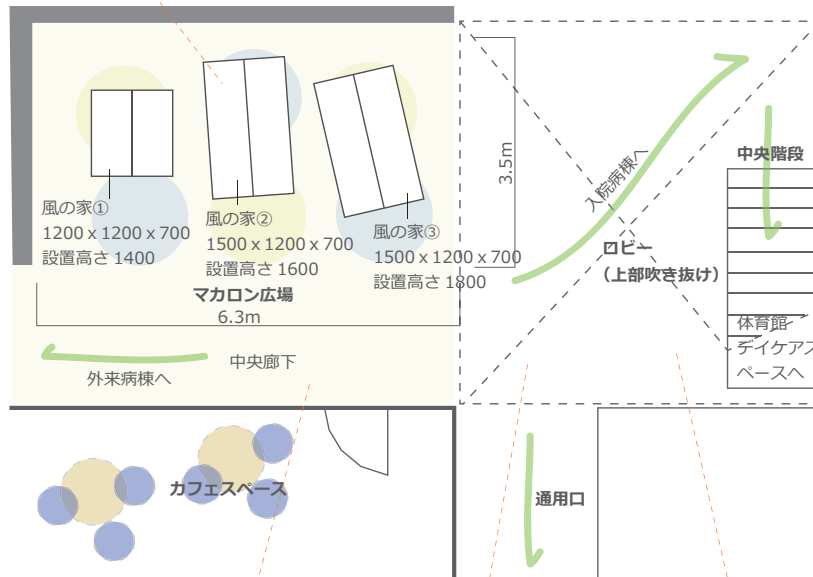 風の家①
1200 x 1200 x 700
設置高さ 1400
風の家②
1500 x 1200 x 700
設置高さ 1600
風の家③
1500 x 1200 x 700
設置高さ 1800
マカロン広場
6.3m
3.5m
入院病棟へ
中央階段
ロビー
（上部吹き抜け）
体育館
デイケアス
ペースへ
中央廊下
外来病棟へ
カフェスペース
通用口